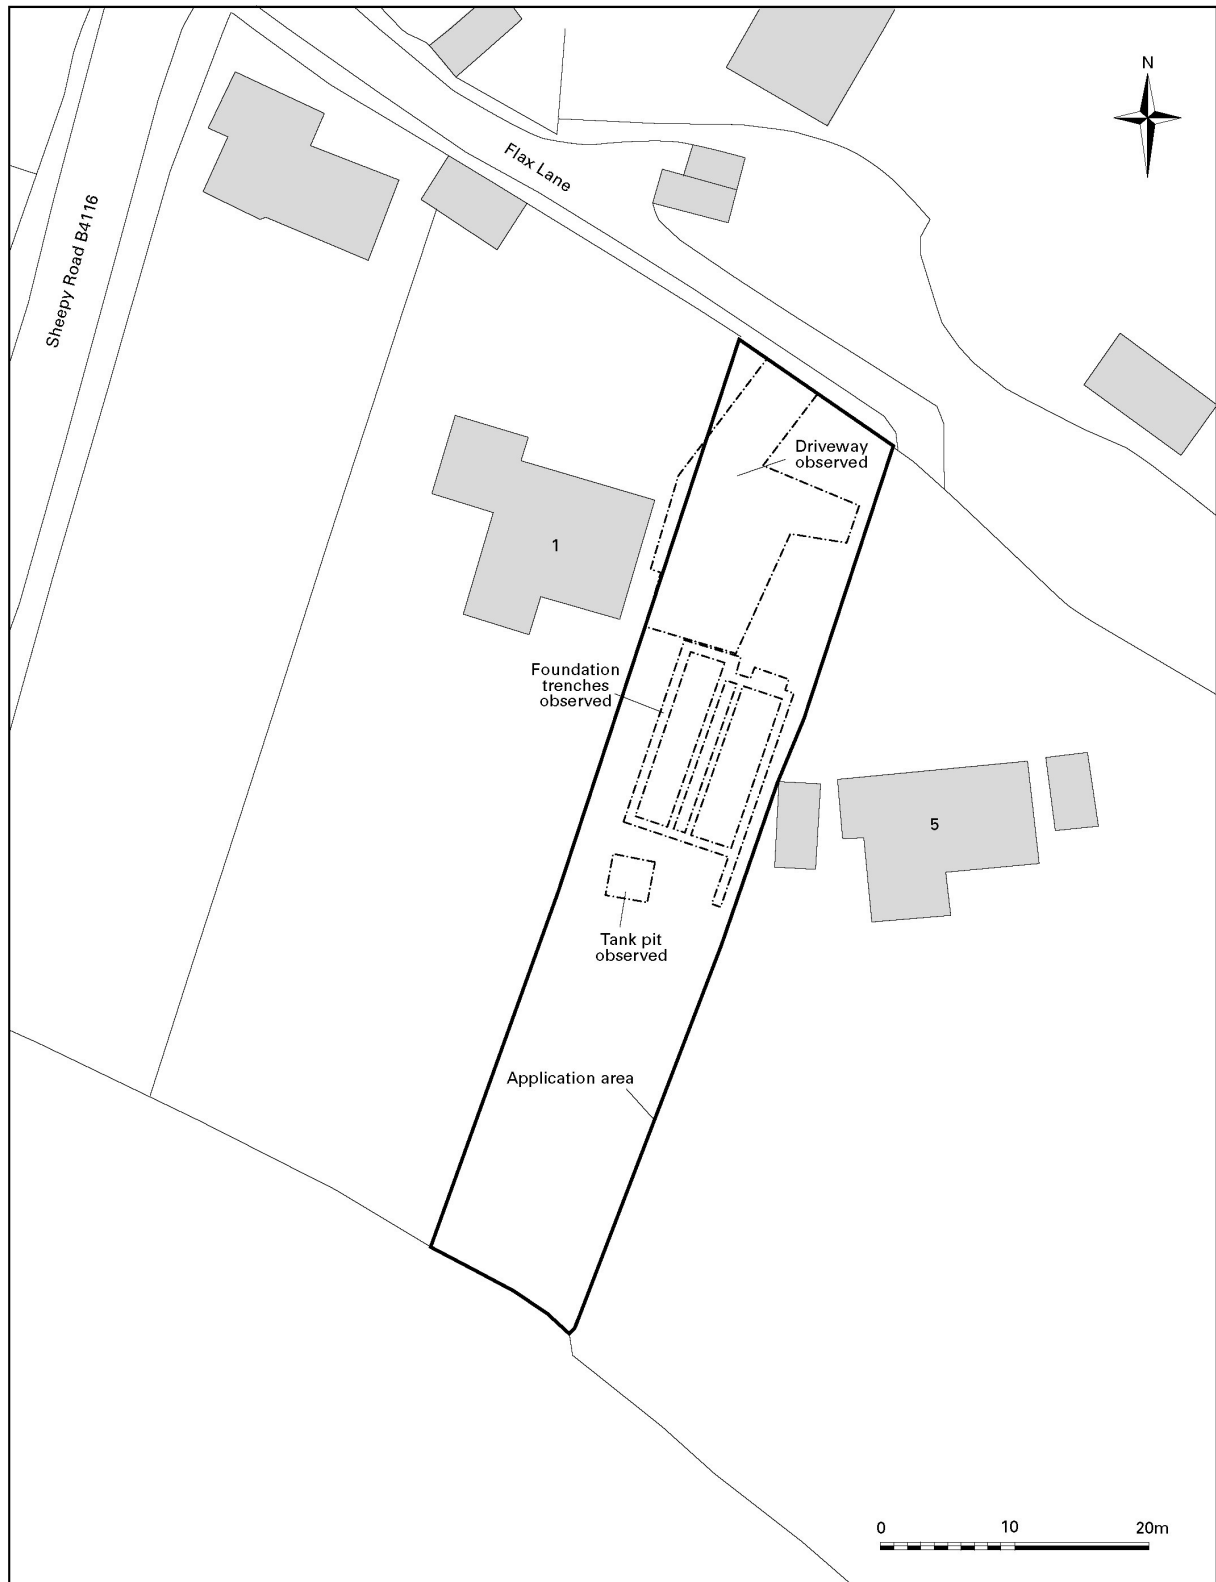 N
Flax Lane
Sheepy Road B4116
Driveway
observed
1
Foundation
trenches
observed
5
Tank pit
observed
Application area
0 10 20m